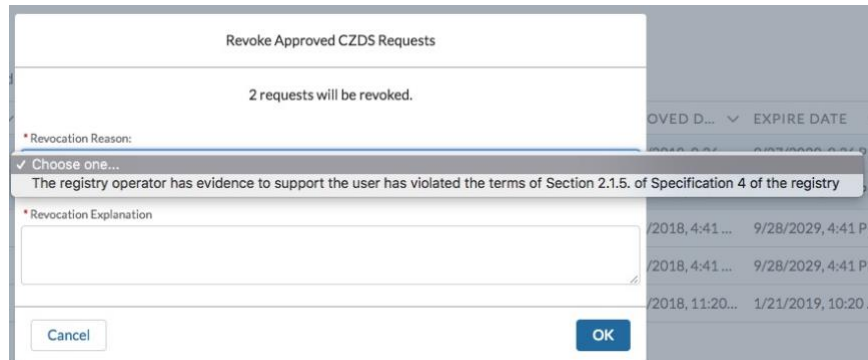 Revoke Approved CZDS Requests
2 requests will be revoked.
OVED D... EXPIRE DATE
* Revocation Reason:
✓ Choose one...
The registry operator has evidence to support the user has violated the terms of Section 2.1.5. of Specification 4 of the registry
* Revocation Explanation
/2018, 4:41 ... 9/28/2029, 4:41 P
/2018, 4:41 ... 9/28/2029, 4:41 P
/2018, 11:20... 1/21/2019, 10:20
Cancel OK